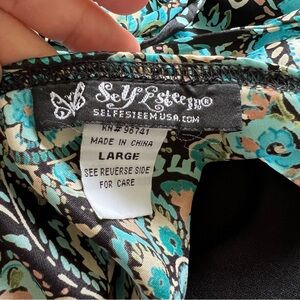 Self Esteem®
SELFESTEEMUSA.COM
RN# 96741
MADE IN CHINA
LARGE
SEE REVERSE SIDE
FOR CARE